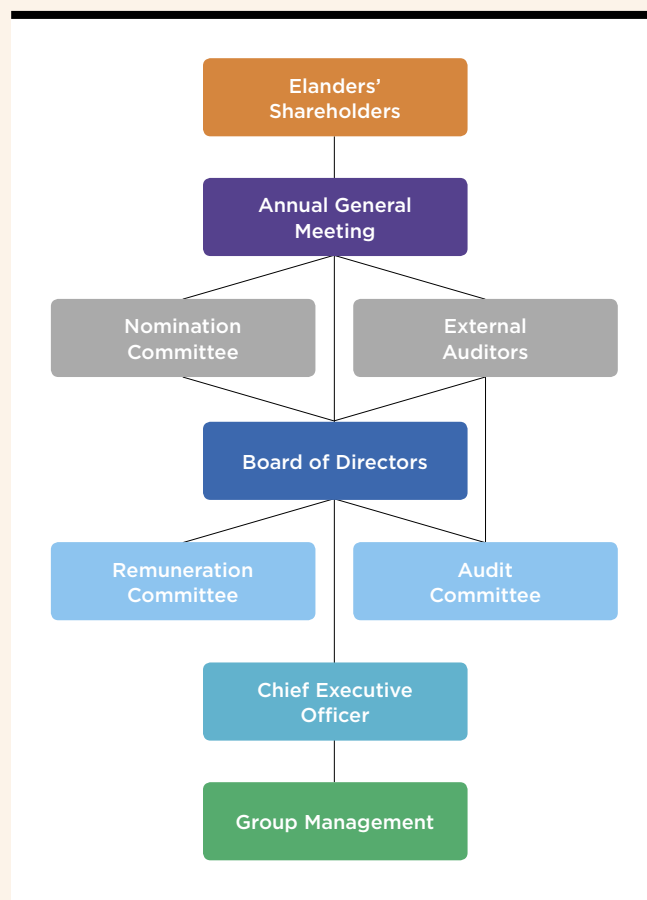 Elanders’
Shareholders
Annual General
Meeting
Nomination
Committee
External
Auditors
Board of Directors
Remuneration
Committee
Audit
Committee
Chief Executive
Officer
Group Management